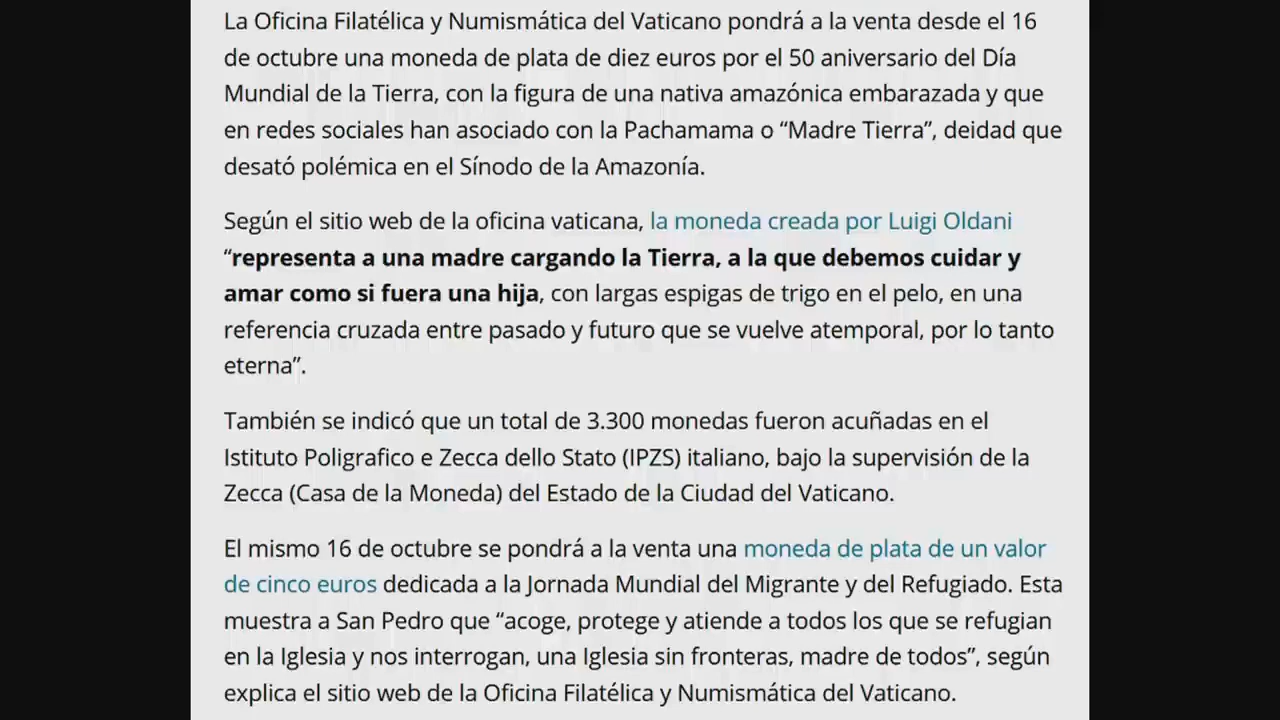 La Oficina Filatélica y Numismática del Vaticano pondrá a la venta desde el 16
de octubre una moneda de plata de diez euros por el 50 aniversario del Día
Mundial de la Tierra, con la figura de una nativa amazónica embarazada y que
en redes sociales han asociado con la Pachamama o “Madre Tierra”, deidad que
desató polémica en el Sínodo de la Amazonía.
Según el sitio web de la oficina vaticana, la moneda creada por Luigi Oldani
“representa a una madre cargando la Tierra, a la que debemos cuidar y
amar como si fuera una hija, con largas espigas de trigo en el pelo, en una
referencia cruzada entre pasado y futuro que se vuelve atemporal, por lo tanto
eterna”.
También se indicó que un total de 3.300 monedas fueron acuñadas en el
Istituto Poligrafico e Zecca dello Stato (IPZS) italiano, bajo la supervisión de la
Zecca (Casa de la Moneda) del Estado de la Ciudad del Vaticano.
El mismo 16 de octubre se pondrá a la venta una moneda de plata de un valor
de cinco euros dedicada a la Jornada Mundial del Migrante y del Refugiado. Esta
muestra a San Pedro que “acoge, protege y atiende a todos los que se refugian
en la Iglesia y nos interrogan, una Iglesia sin fronteras, madre de todos”, según
explica el sitio web de la Oficina Filatélica y Numismática del Vaticano.